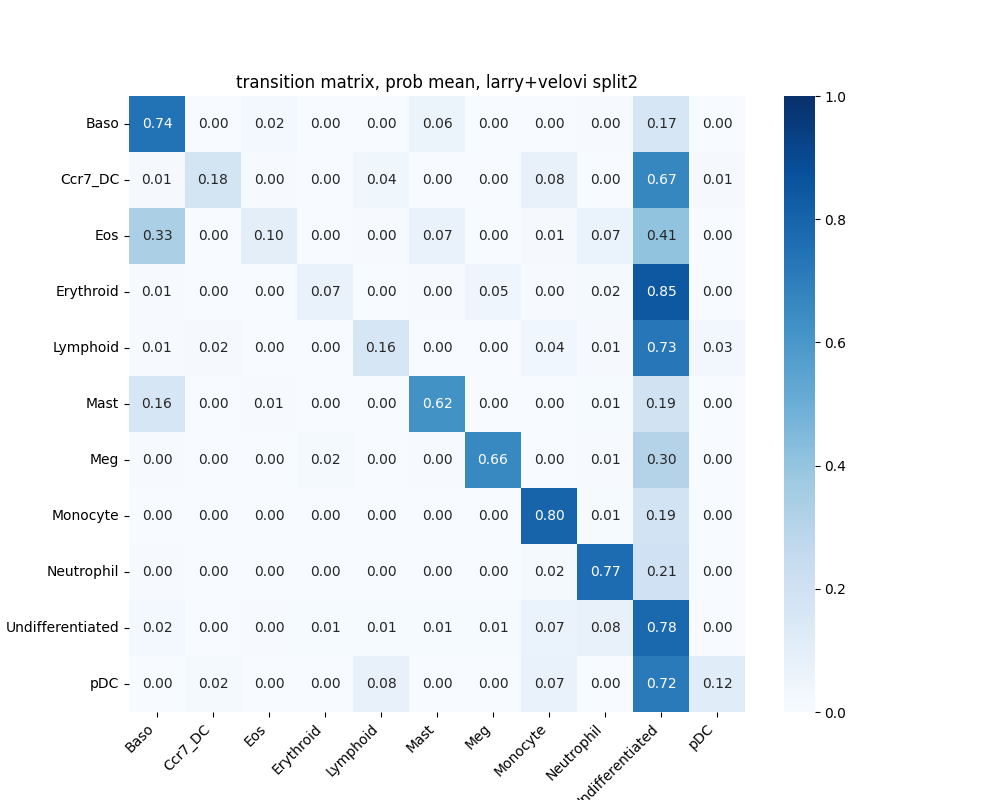 transition matrix, prob mean, larry+velovi split2
Baso 0.74 0.00 0.02 0.00 0.00 0.06 0.00 0.00 0.00 0.17 0.00
Ccr7_DC 0.01 0.18 0.00 0.00 0.04 0.00 0.00 0.08 0.00 0.67 0.01
Eos 0.33 0.00 0.10 0.00 0.00 0.07 0.00 0.01 0.07 0.41 0.00
Erythroid 0.01 0.00 0.00 0.07 0.00 0.00 0.05 0.00 0.02 0.85 0.00
Lymphoid 0.01 0.02 0.00 0.00 0.16 0.00 0.00 0.04 0.01 0.73 0.03
Mast 0.16 0.00 0.01 0.00 0.00 0.62 0.00 0.00 0.01 0.19 0.00
Meg 0.00 0.00 0.00 0.02 0.00 0.00 0.66 0.00 0.01 0.30 0.00
Monocyte 0.00 0.00 0.00 0.00 0.00 0.00 0.00 0.80 0.01 0.19 0.00
Neutrophil 0.00 0.00 0.00 0.00 0.00 0.00 0.00 0.02 0.77 0.21 0.00
Undifferentiated 0.02 0.00 0.00 0.01 0.01 0.01 0.01 0.07 0.08 0.78 0.00
pDC 0.00 0.02 0.00 0.00 0.08 0.00 0.00 0.07 0.00 0.72 0.12
Baso Ccr7_DC Eos Erythroid Lymphoid Mast Meg Monocyte Neutrophil ndifferentiated pDC
1.0
0.8
0.6
0.4
0.2
0.0